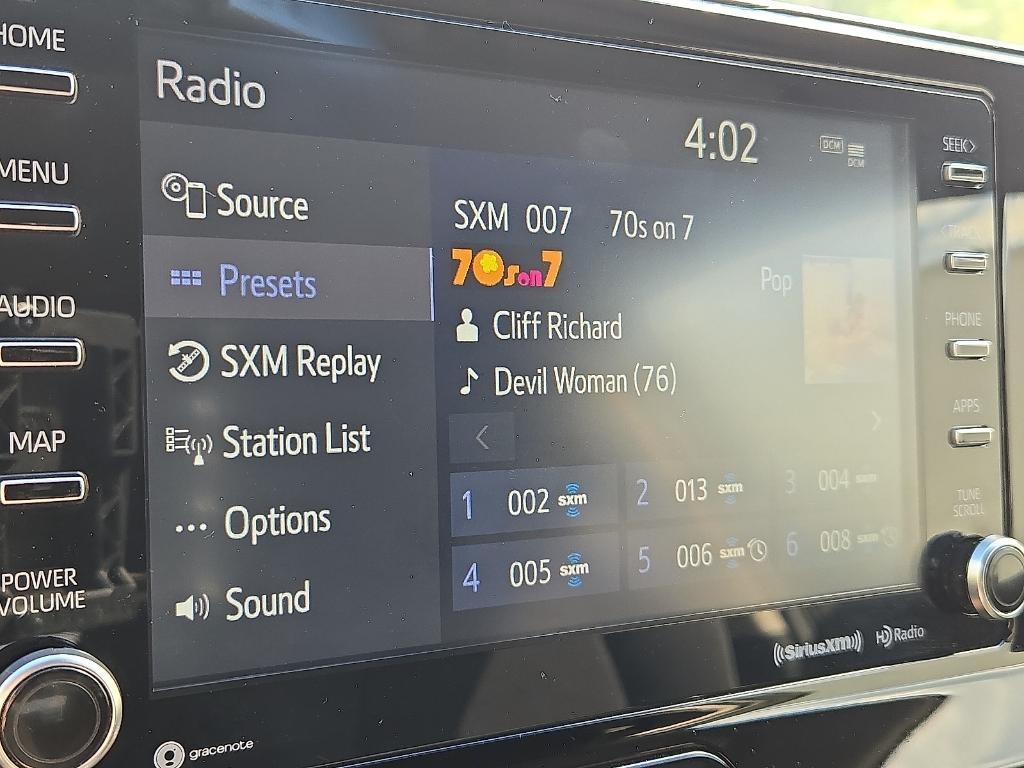 HOME
MENU
AUDIO
MAP
POWER
VOLUME
Radio
4:02
DCM
DCM
Source
Presets
SXM Replay
Station List
Options
Sound
SXM 007 70s on 7
70s on 7
Pop
Cliff Richard
Devil Woman (76)
1 002 sxm
2 013 sxm
3 004 sxm
4 005 sxm
5 006 sxm
6 008 sxm
SEEK>
<TRACK
PHONE
APPS
TUNE
SCROLL
((SiriusXM))
HD Radio
gracenote